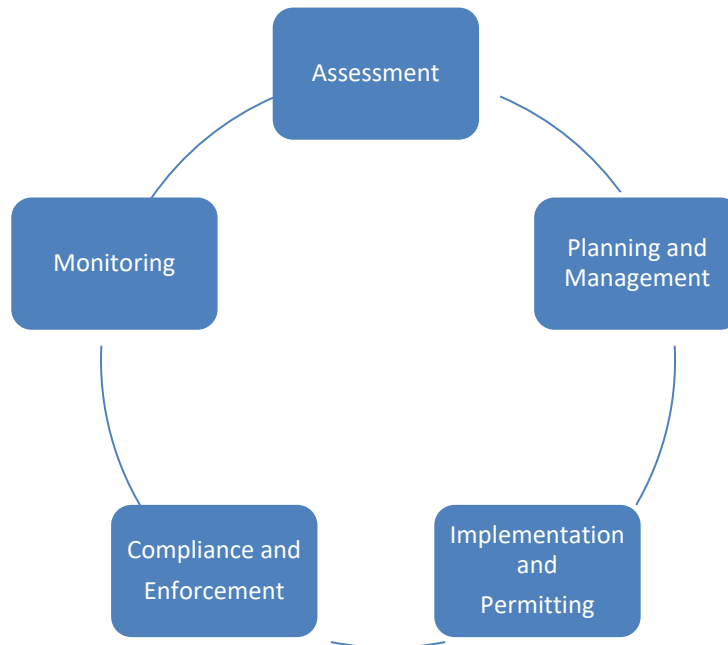 Assessment
Planning and
Management
Implementation
and
Permitting
Compliance and
Enforcement
Monitoring